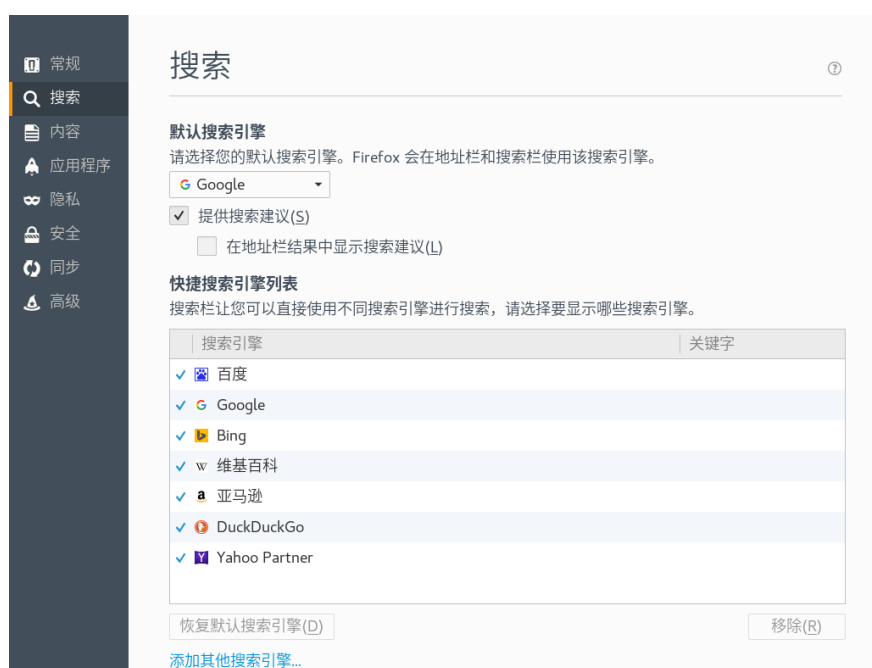 常规
搜索
内容
应用程序
隐私
安全
同步
高级
搜索
默认搜索引擎
请选择您的默认搜索引擎。Firefox 会在地址栏和搜索栏使用该搜索引擎。
Google
提供搜索建议(S)
在地址栏结果中显示搜索建议(L)
快捷搜索引擎列表
搜索栏让您可以直接使用不同搜索引擎进行搜索，请选择要显示哪些搜索引擎。
搜索引擎 关键字
百度
Google
Bing
维基百科
亚马逊
DuckDuckGo
Yahoo Partner
恢复默认搜索引擎(D) 移除(R)
添加其他搜索引擎...